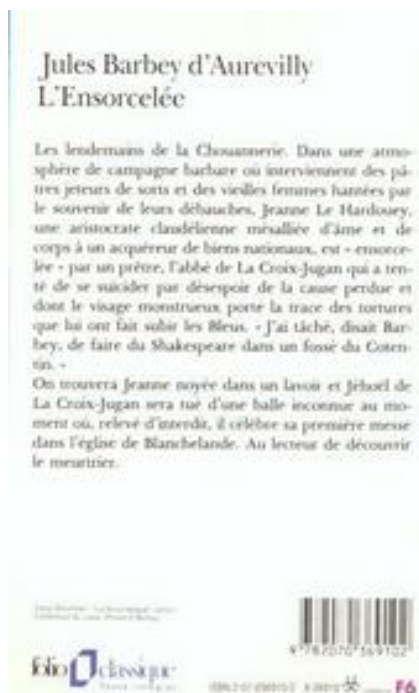 Jules Barbey d'Aurevilly
L'Ensorcelée
Les lendemains de la Chouannerie. Dans une atmo-
sphère de campagne barbare où interviennent des pâ-
tres jeteurs de sorts et des vieilles femmes hantées par
le souvenir de leurs débauches, Jeanne Le Hardouey,
une aristocrate claudélienne mésalliée d'âme et de
corps à un acquéreur de biens nationaux, est « ensorce-
lée » par un prêtre, l'abbé de La Croix-Jugan qui a ten-
té de se suicider par désespoir de la cause perdue et
dont le visage monstrueux porte la trace des tortures
que lui ont fait subir les Bleus. « J'ai tâché, disait Bar-
bey, de faire du Shakespeare dans un fossé du Coten-
tin. »
On trouvera Jeanne noyée dans un lavoir et Jéhoël de
La Croix-Jugan sera tué d'une balle inconnue au mo-
ment où, relevé d'interdit, il célèbre sa première messe
dans l'église de Blanchelande. Au lecteur de découvrir
le meurtrier.
9 782070 369102
folio classique
texte intégral
E6